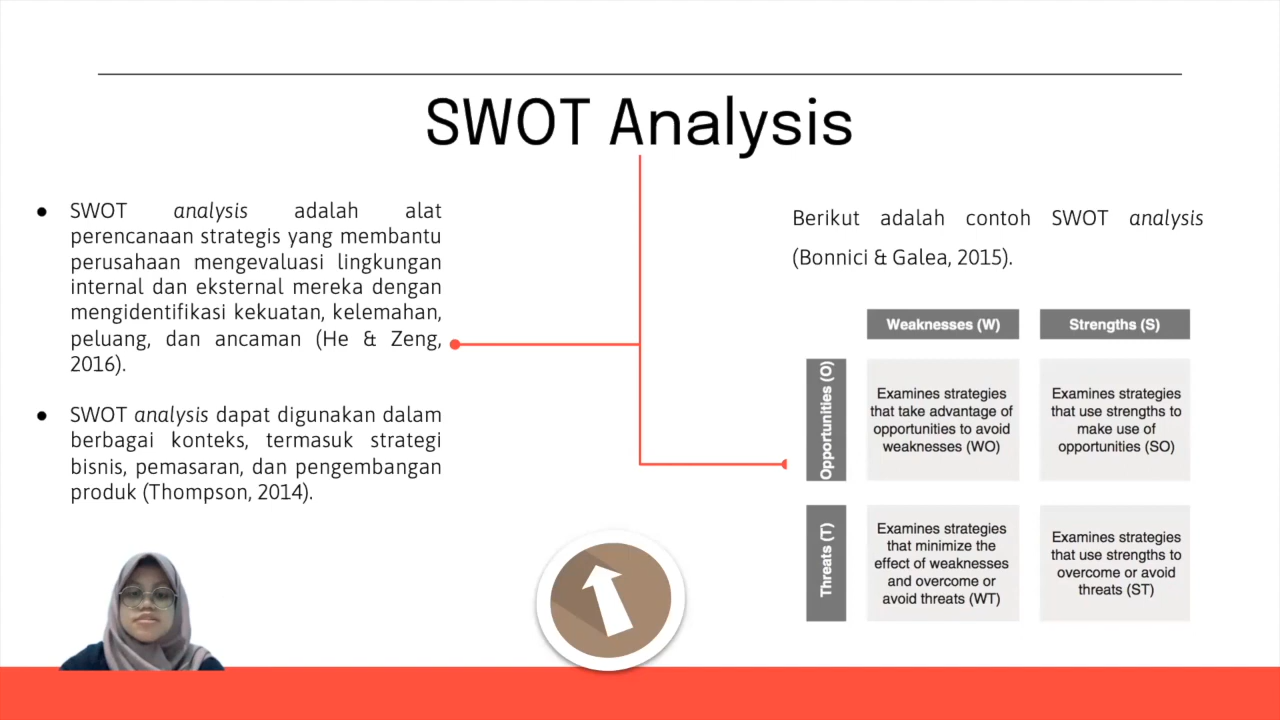 SWOT Analysis
● SWOT analysis adalah alat
perencanaan strategis yang membantu
perusahaan mengevaluasi lingkungan
internal dan eksternal mereka dengan
mengidentifikasi kekuatan, kelemahan,
peluang, dan ancaman (He & Zeng,
2016).
● SWOT analysis dapat digunakan dalam
berbagai konteks, termasuk strategi
bisnis, pemasaran, dan pengembangan
produk (Thompson, 2014).
Berikut adalah contoh SWOT analysis
(Bonnici & Galea, 2015).
Weaknesses (W)
Strengths (S)
Opportunities (O)
Examines strategies
that take advantage of
opportunities to avoid
weaknesses (WO)
Examines strategies
that use strengths to
make use of
opportunities (SO)
Threats (T)
Examines strategies
that minimize the
effect of weaknesses
and overcome or
avoid threats (WT)
Examines strategies
that use strengths to
overcome or avoid
threats (ST)